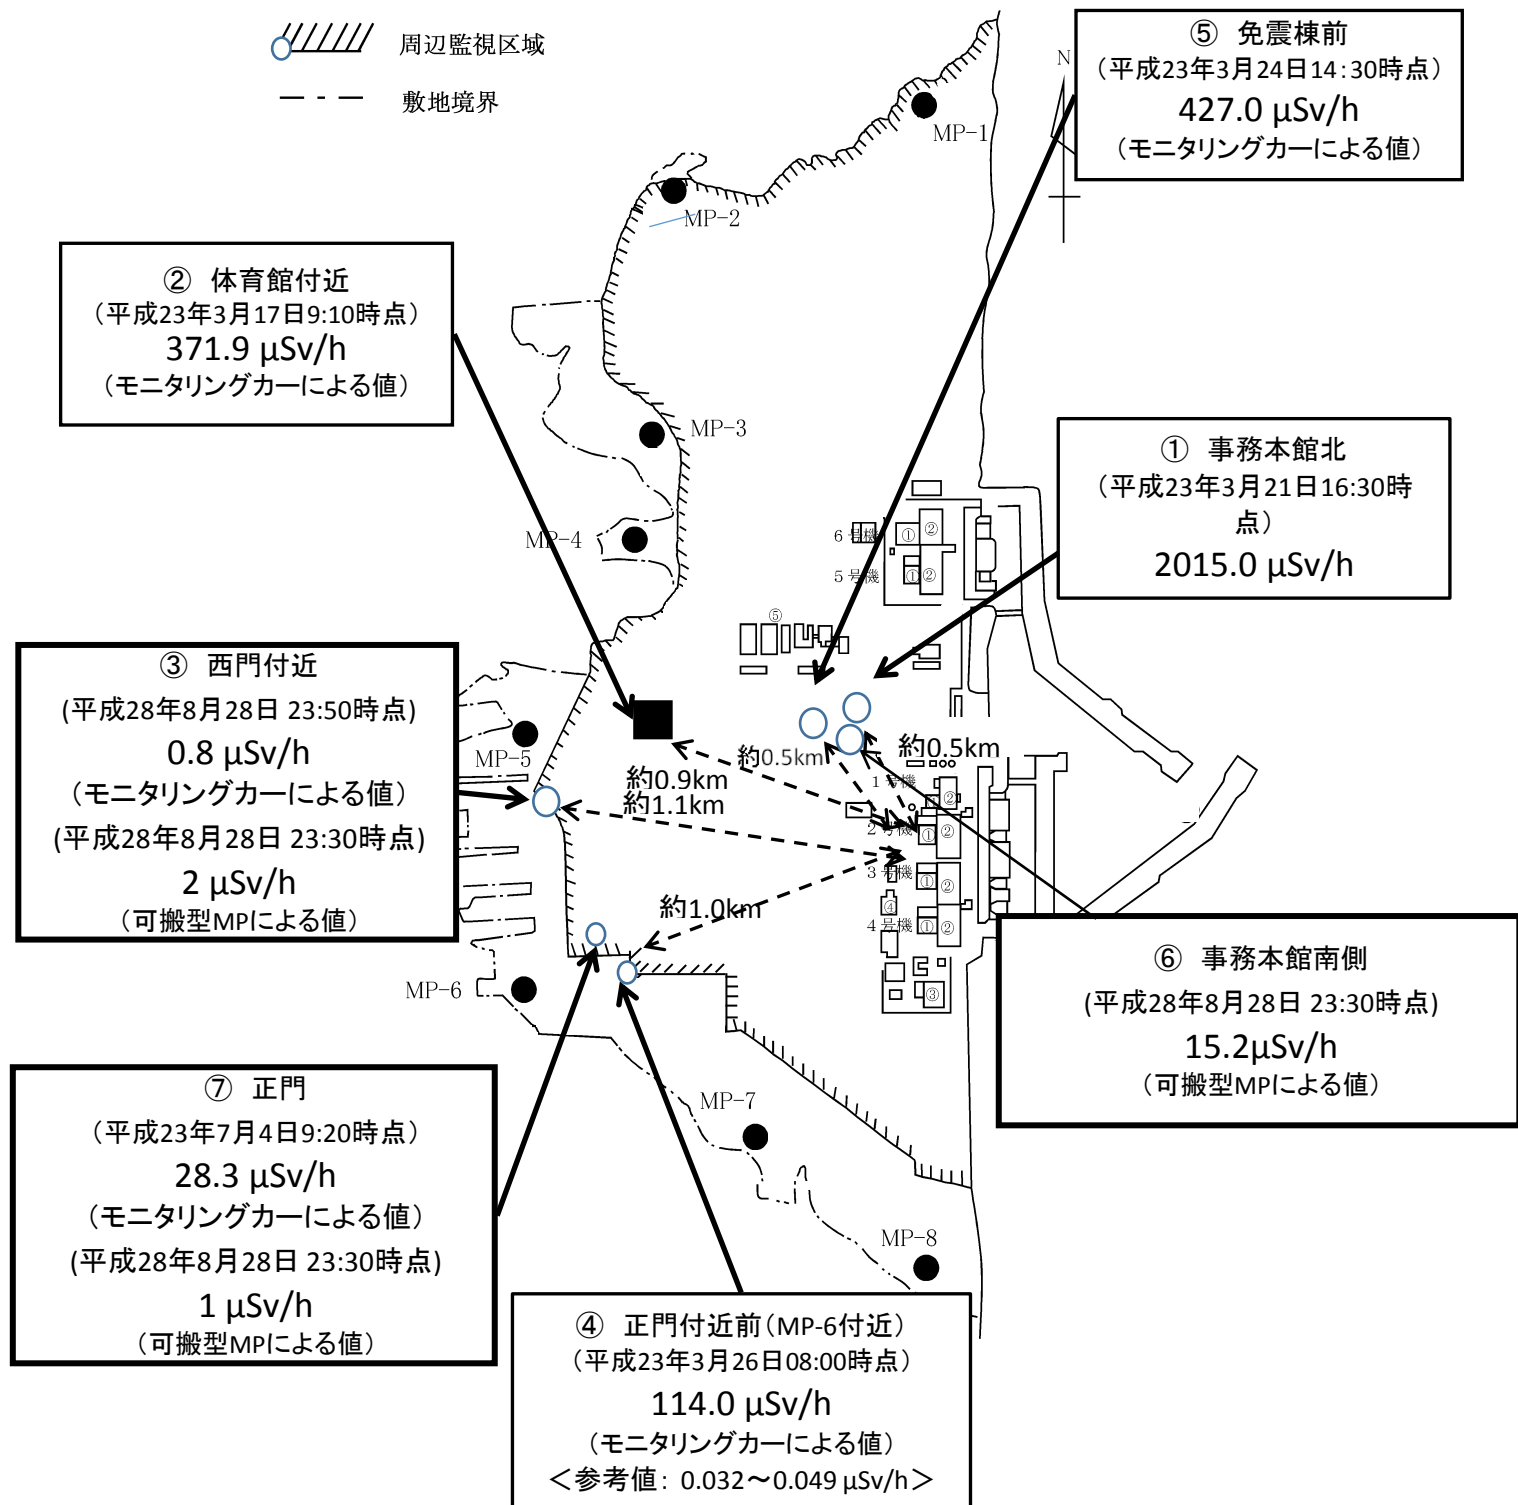 周辺監視区域
敷地境界
⑤ 免震棟前
（平成23年3月24日14：30時点）
427.0 μSv/h
（モニタリングカーによる値）
N
MP-1
MP-2
② 体育館付近
（平成23年3月17日9:10時点）
371.9 μSv/h
（モニタリングカーによる値）
MP-3
① 事務本館北
（平成23年3月21日16:30時
点）
2015.0 μSv/h
MP-4
6号機
① ②
5号機
① ②
⑤
③ 西門付近
(平成28年8月28日 23:50時点)
0.8 μSv/h
（モニタリングカーによる値）
(平成28年8月28日 23:30時点)
2 μSv/h
（可搬型MPによる値）
MP-5
約0.5km
約0.5km
約0.9km
約1.1km
1号機
① ②
2号機
① ②
3号機
① ②
④
4号機
① ②
約1.0km
③
MP-6
⑥ 事務本館南側
(平成28年8月28日 23:30時点)
15.2μSv/h
（可搬型MPによる値）
⑦ 正門
（平成23年7月4日9:20時点）
28.3 μSv/h
（モニタリングカーによる値）
(平成28年8月28日 23:30時点)
1 μSv/h
（可搬型MPによる値）
MP-7
MP-8
④ 正門付近前（MP-6付近）
（平成23年3月26日08:00時点）
114.0 μSv/h
（モニタリングカーによる値）
＜参考値： 0.032～0.049 μSv/h＞